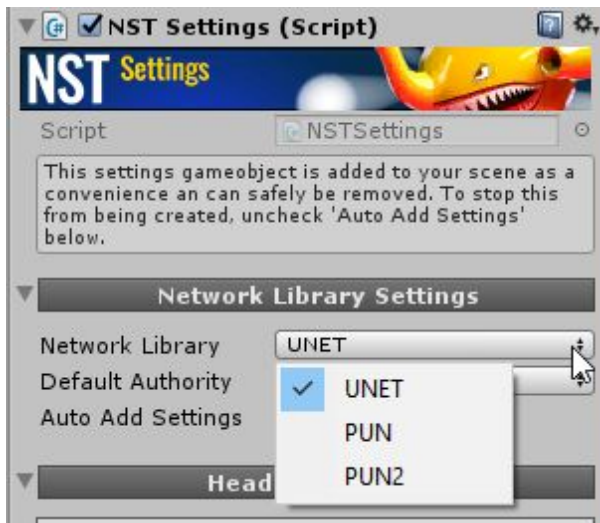 NST Settings (Script)
NST Settings
Script NSTSettings
This settings gameobject is added to your scene as a
convenience an can safely be removed. To stop this
from being created, uncheck 'Auto Add Settings'
below.
Network Library Settings
Network Library UNET
Default Authority
Auto Add Settings
UNET
PUN
PUN2
Head